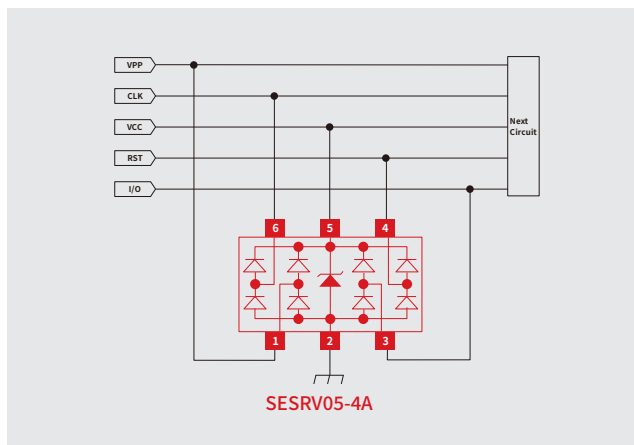 VPP
CLK
VCC
Next
Circuit
RST
I/O
6 5 4
1 2 3
SESRV05-4A